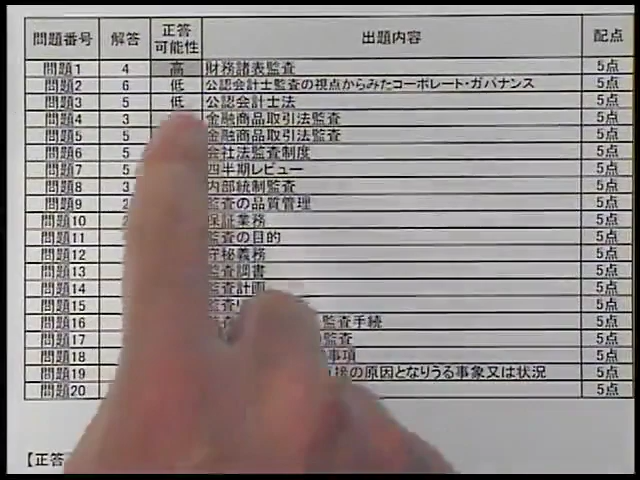 問題番号 解答 正答可能性 出題内容 配点
問題1 4 高 財務諸表監査 5点
問題2 6 低 公認会計士監査の視点からみたコーポレート・ガバナンス 5点
問題3 5 低 公認会計士法 5点
問題4 3 金融商品取引法監査 5点
問題5 5 金融商品取引法監査 5点
問題6 5 会社法監査制度 5点
問題7 5 四半期レビュー 5点
問題8 3 内部統制監査 5点
問題9 監査の品質管理 5点
問題10 保証業務 5点
問題11 監査の目的 5点
問題12 守秘義務 5点
問題13 監査調書 5点
問題14 監査計画 5点
問題15 監査 5点
問題16 監査手続 5点
問題17 監査 5点
問題18 事項 5点
問題19 の原因となりうる事象又は状況 5点
問題20 5点
【正答